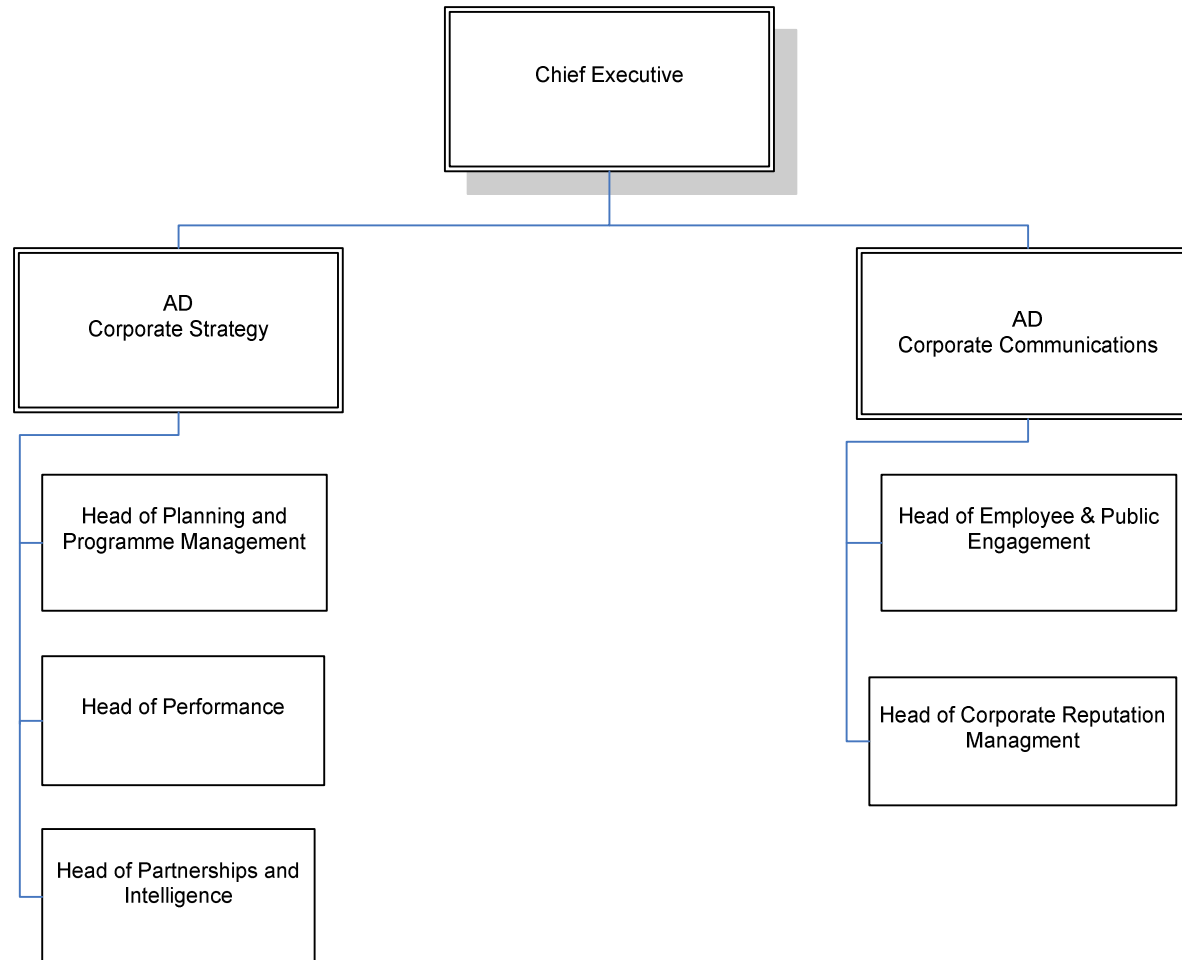 Chief Executive
AD
Corporate Strategy
AD
Corporate Communications
Head of Planning and
Programme Management
Head of Employee & Public
Engagement
Head of Performance
Head of Corporate Reputation
Managment
Head of Partnerships and
Intelligence